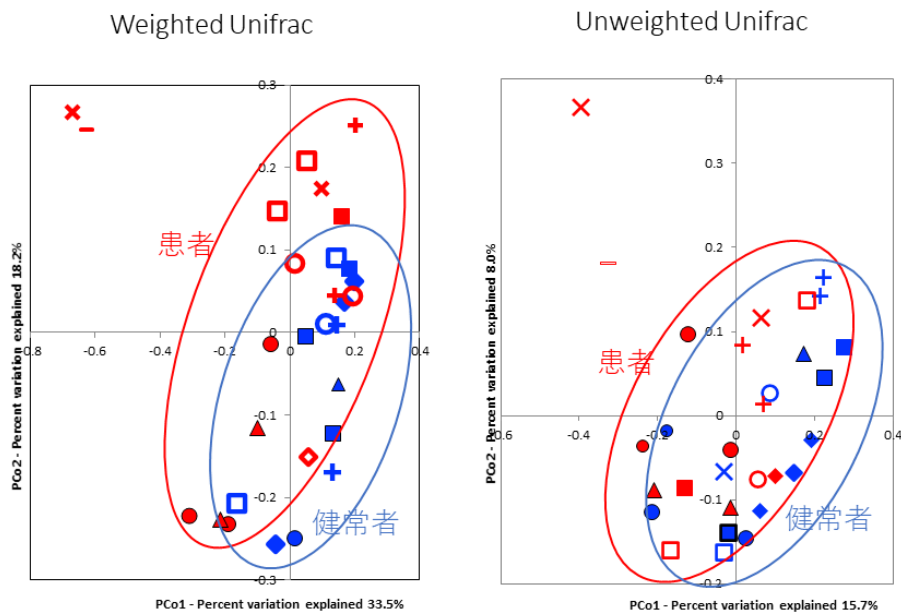 Weighted Unifrac
0.3
0.2
0.1
0
-0.1
-0.2
-0.3
-0.8
-0.6
-0.4
-0.2
0
0.2
0.4
患者
健常者
PCo2 - Percent variation explained 18.2%
PCo1 - Percent variation explained 33.5%
Unweighted Unifrac
0.4
0.3
0.2
0.1
0
-0.1
-0.2
-0.6
-0.4
-0.2
0
0.2
0.4
患者
健常者
PCo2 - Percent variation explained 8.0%
PCo1 - Percent variation explained 15.7%